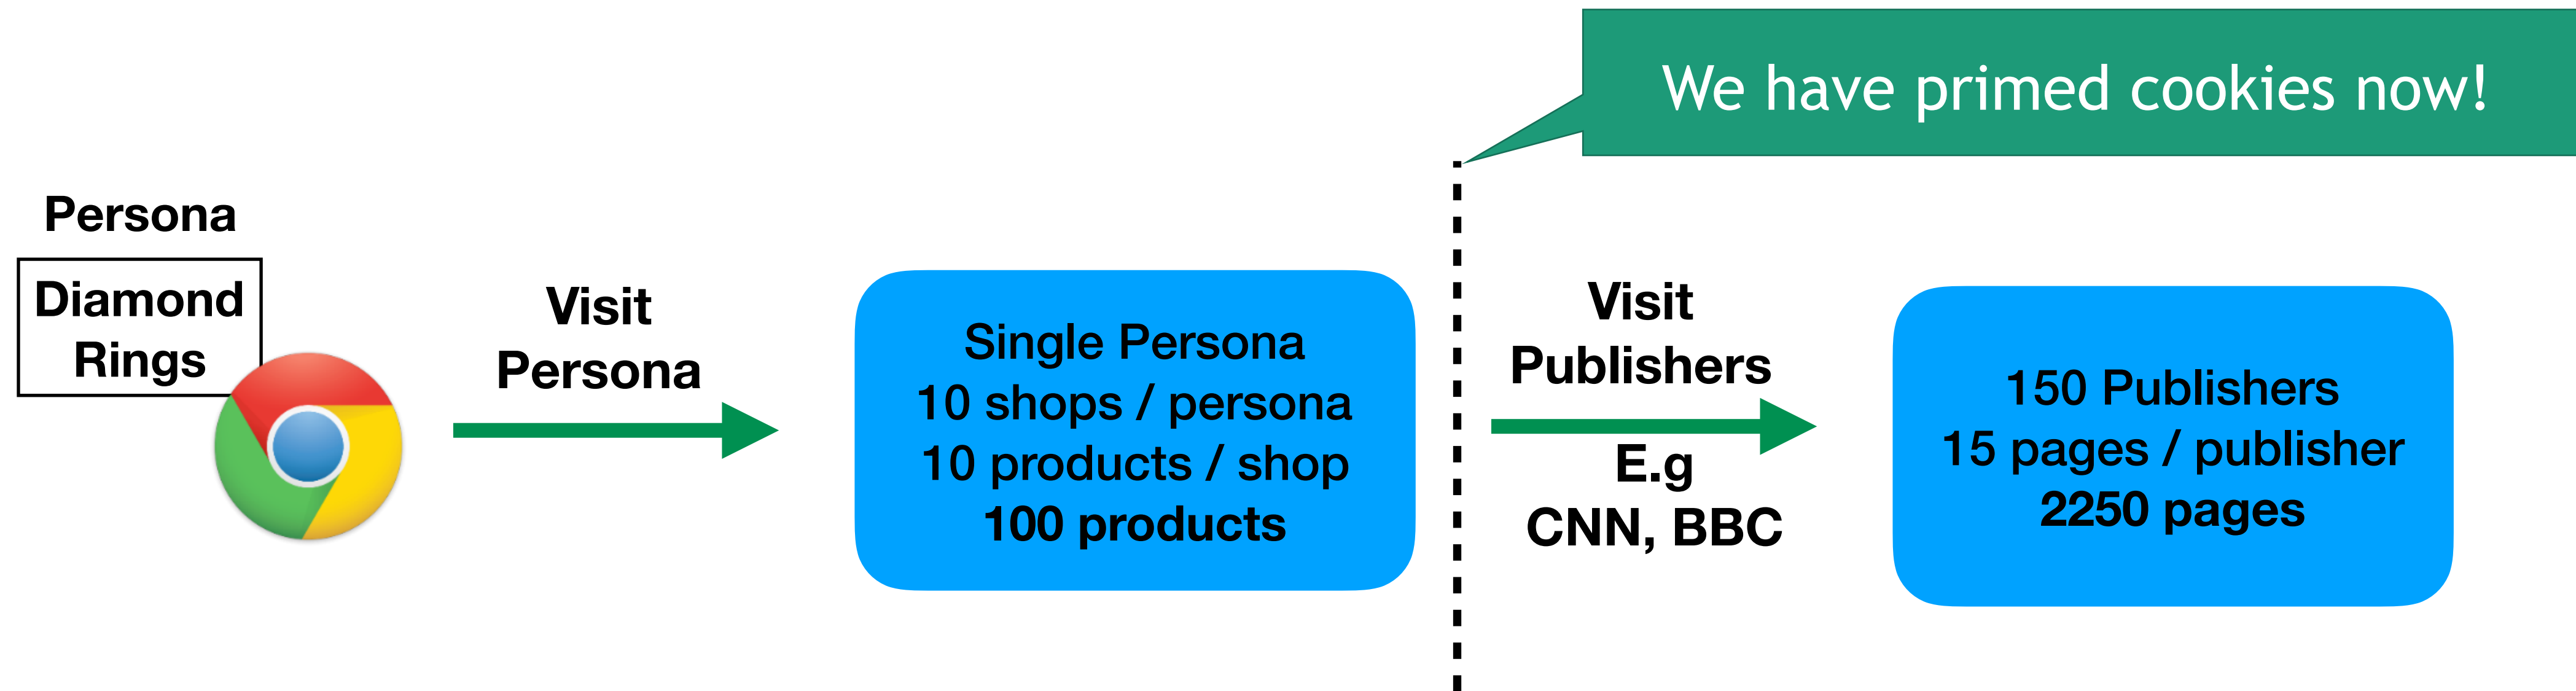 We have primed cookies now!
Persona
Diamond
Rings
Visit
Persona
Single Persona
10 shops / persona
10 products / shop
100 products
Visit
Publishers
E.g
CNN, BBC
150 Publishers
15 pages / publisher
2250 pages